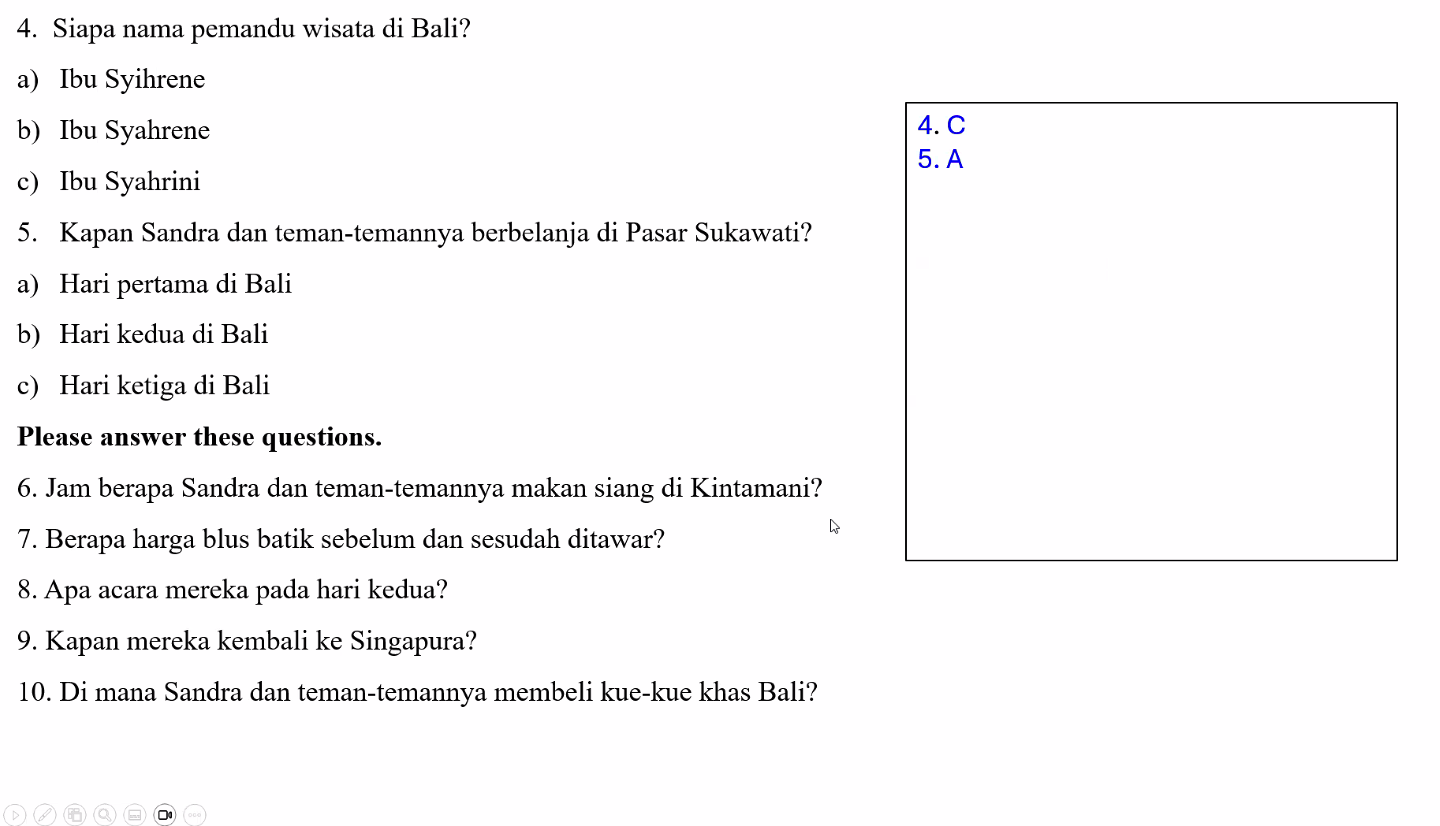 4. Siapa nama pemandu wisata di Bali?
a) Ibu Syihrene
b) Ibu Syahrene
c) Ibu Syahrini
5. Kapan Sandra dan teman-temannya berbelanja di Pasar Sukawati?
a) Hari pertama di Bali
b) Hari kedua di Bali
c) Hari ketiga di Bali
Please answer these questions.
6. Jam berapa Sandra dan teman-temannya makan siang di Kintamani?
7. Berapa harga blus batik sebelum dan sesudah ditawar?
8. Apa acara mereka pada hari kedua?
9. Kapan mereka kembali ke Singapura?
10. Di mana Sandra dan teman-temannya membeli kue-kue khas Bali?
4. C
5. A